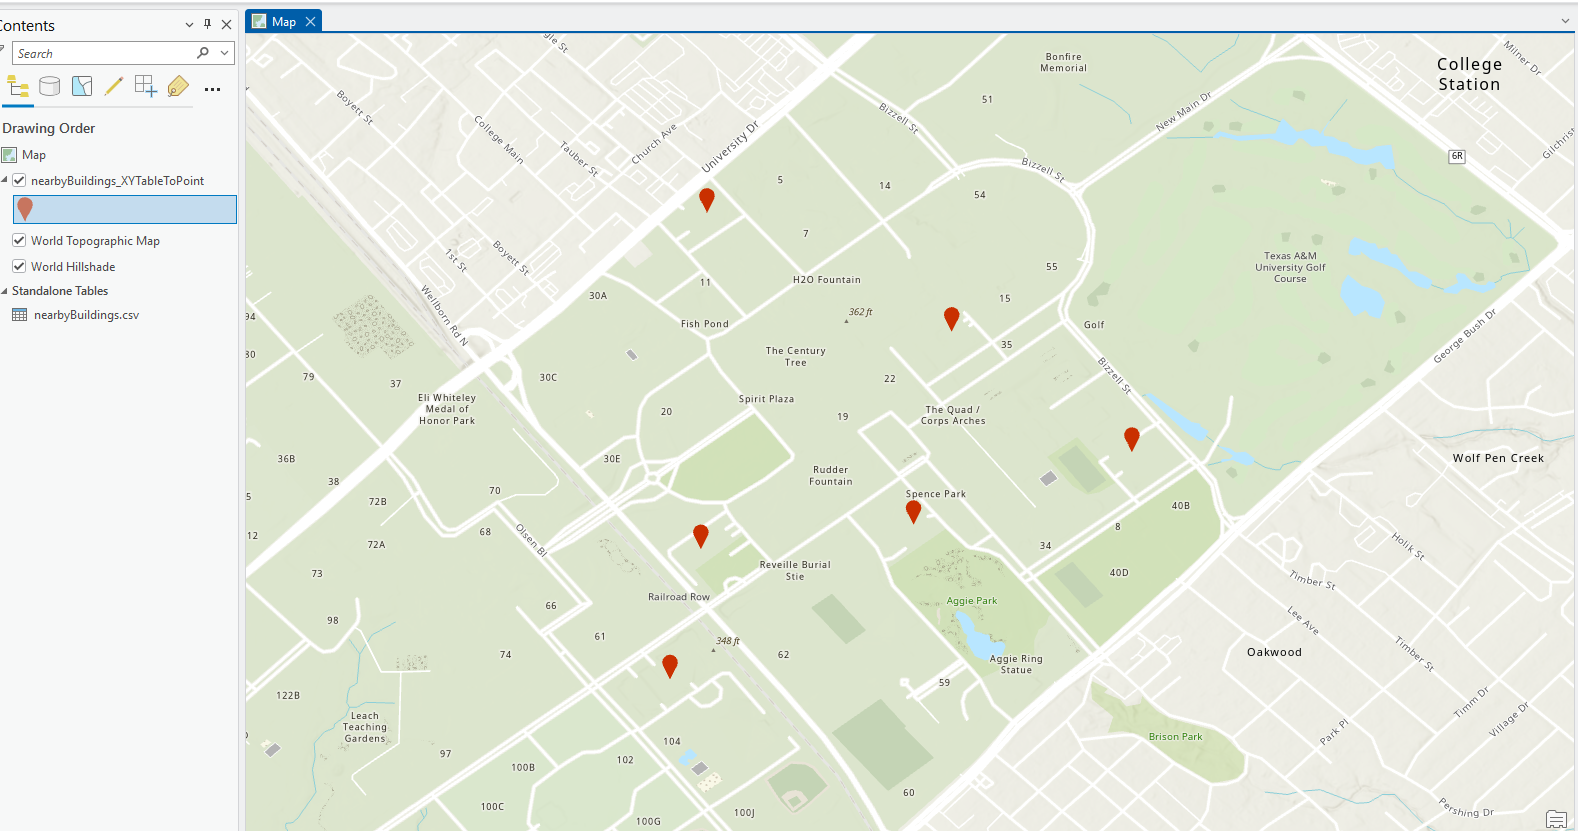 Contents
Search
Drawing Order
Map
nearbyBuildings_XYTableToPoint
World Topographic Map
World Hillshade
Standalone Tables
nearbyBuildings.csv
Map
Bonfire
Memorial
College
Station
Milner Dr
Boyett St
College Main
Tauber St
Church Ave
University Dr
Bizzell St
51
New Main Dr
6R
Gilchrist
Bizzell St
5
14
54
7
1st St
Boyett St
Wellborn Rd N
55
Texas A&M
University Golf
Course
H2O Fountain
11
30A
15
362 ft
94
Fish Pond
Golf
George Bush Dr
The Century
Tree
35
80
79
37
30C
22
Bizzell St
Eli Whiteley
Medal of
Honor Park
Spirit Plaza
20
19
The Quad /
Corps Arches
36B
30E
Wolf Pen Creek
Rudder
Fountain
38
70
Spence Park
5
72B
40B
12
68
Olsen Bl
8
72A
34
Holik St
73
Reveille Burial
Stie
40D
Timber St
Railroad Row
Aggie Park
66
98
61
348 ft
Lee Ave
74
62
Aggie Ring
Statue
Oakwood
Timber St
59
122B
Leach
Teaching
Gardens
Timm Dr
Village Dr
Park Pl
Brison Park
104
97
102
100B
60
100C
100J
100G
Pershing Dr